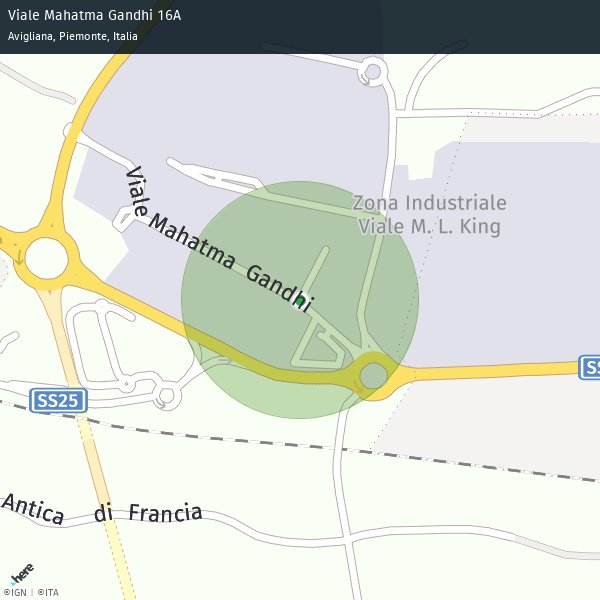 Viale Mahatma Gandhi 16A
Avigliana, Piemonte, Italia
Viale Mahatma Gandhi
Zona Industriale
Viale M. L. King
SS
SS25
Antica di Francia
here
©IGN | ©ITA